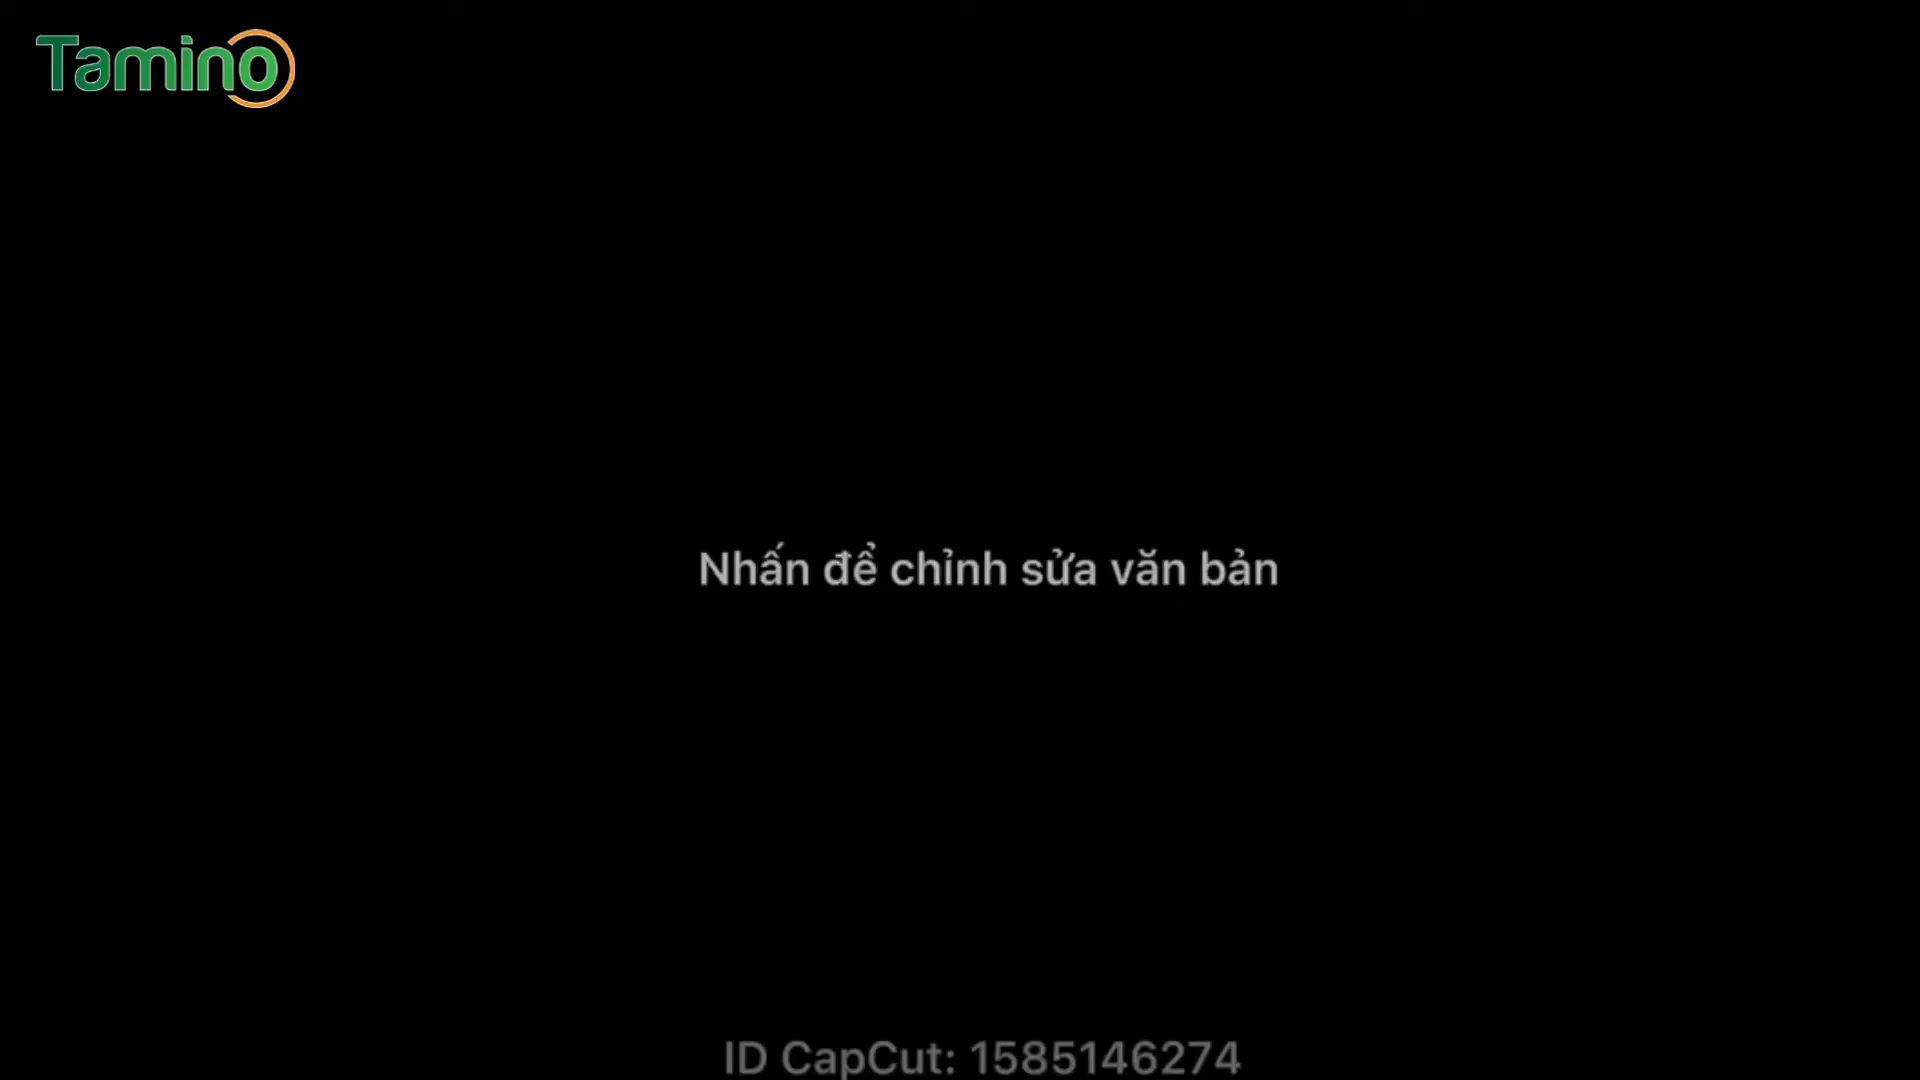 Tamino
Nhấn để chỉnh sửa văn bản
ID CapCut: 1585146274